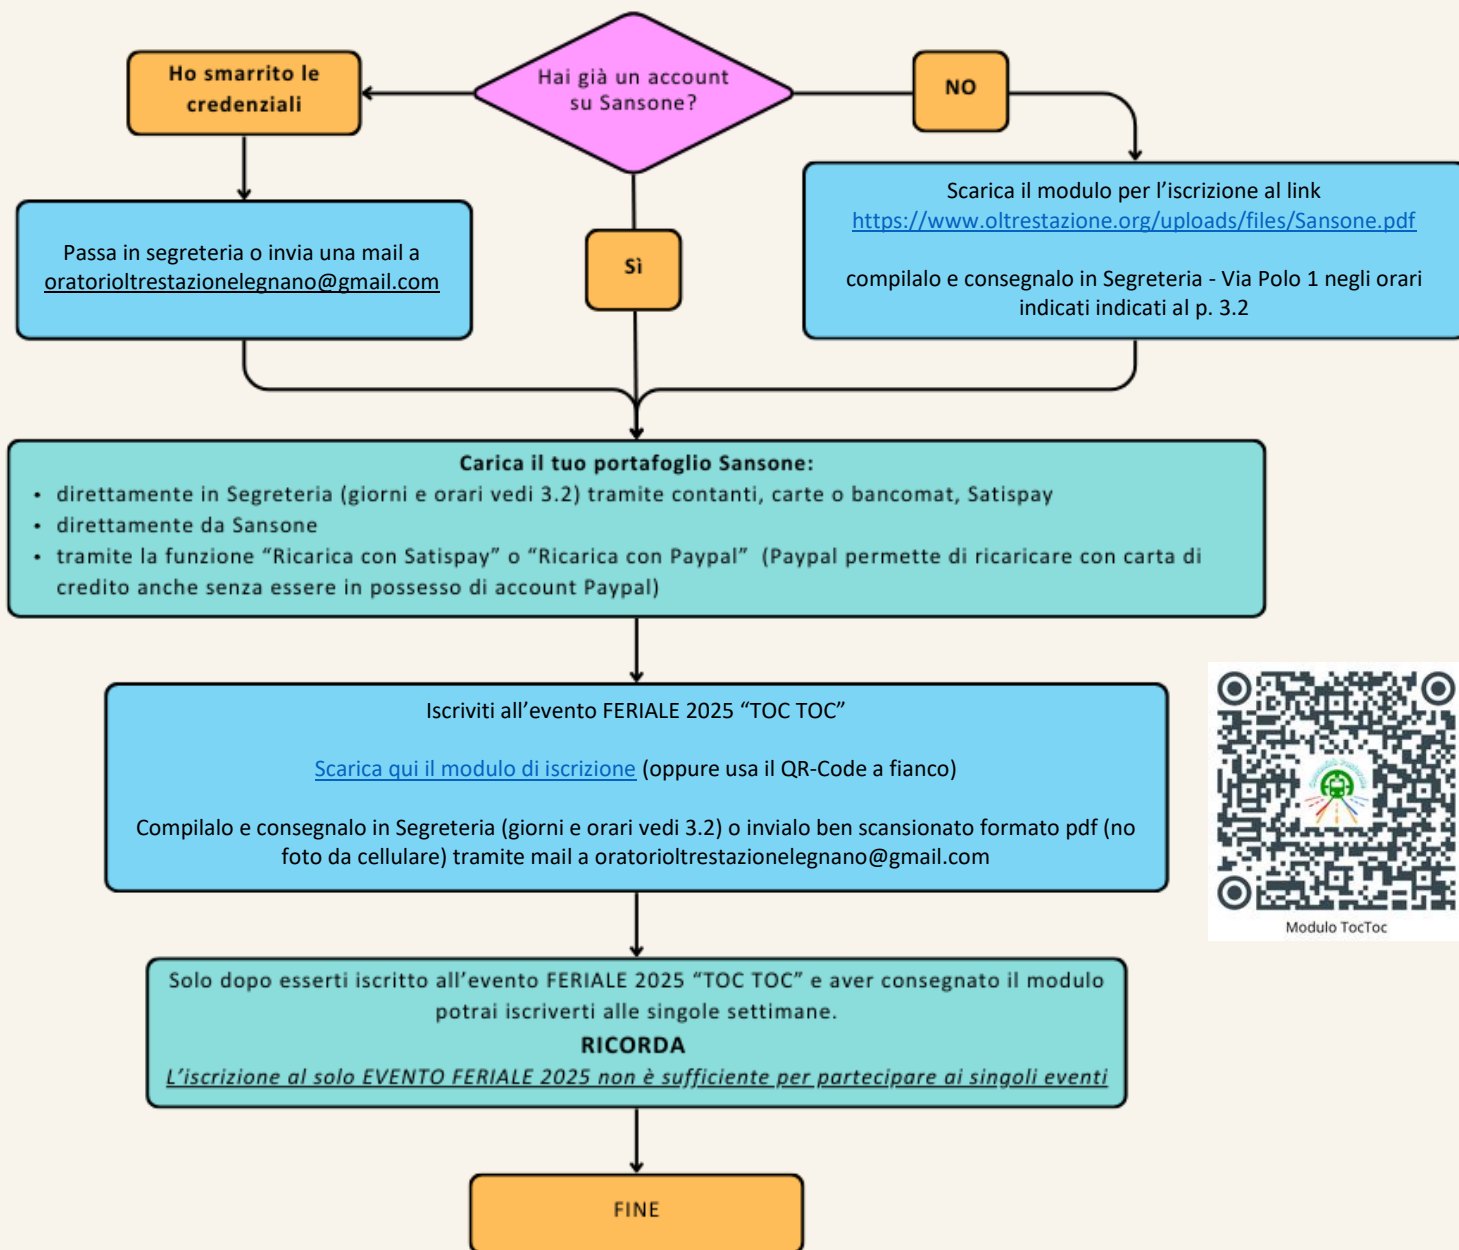 Hai già un account
su Sansone?
Ho smarrito le
credenziali
NO
Sì
Passa in segreteria o invia una mail a
oratorioltrestazionelegnano@gmail.com
Scarica il modulo per l’iscrizione al link
https://www.oltrestazione.org/uploads/files/Sansone.pdf
compilalo e consegnalo in Segreteria - Via Polo 1 negli orari
indicati indicati al p. 3.2
Carica il tuo portafoglio Sansone:
• direttamente in Segreteria (giorni e orari vedi 3.2) tramite contanti, carte o bancomat, Satispay
• direttamente da Sansone
• tramite la funzione “Ricarica con Satispay” o “Ricarica con Paypal” (Paypal permette di ricaricare con carta di
credito anche senza essere in possesso di account Paypal)
Iscriviti all’evento FERIALE 2025 “TOC TOC”
Scarica qui il modulo di iscrizione (oppure usa il QR-Code a fianco)
Compilalo e consegnalo in Segreteria (giorni e orari vedi 3.2) o invialo ben scansionato formato pdf (no
foto da cellulare) tramite mail a oratorioltrestazionelegnano@gmail.com
Modulo TocToc
Solo dopo esserti iscritto all’evento FERIALE 2025 “TOC TOC” e aver consegnato il modulo
potrai iscriverti alle singole settimane.
RICORDA
L’iscrizione al solo EVENTO FERIALE 2025 non è sufficiente per partecipare ai singoli eventi
FINE